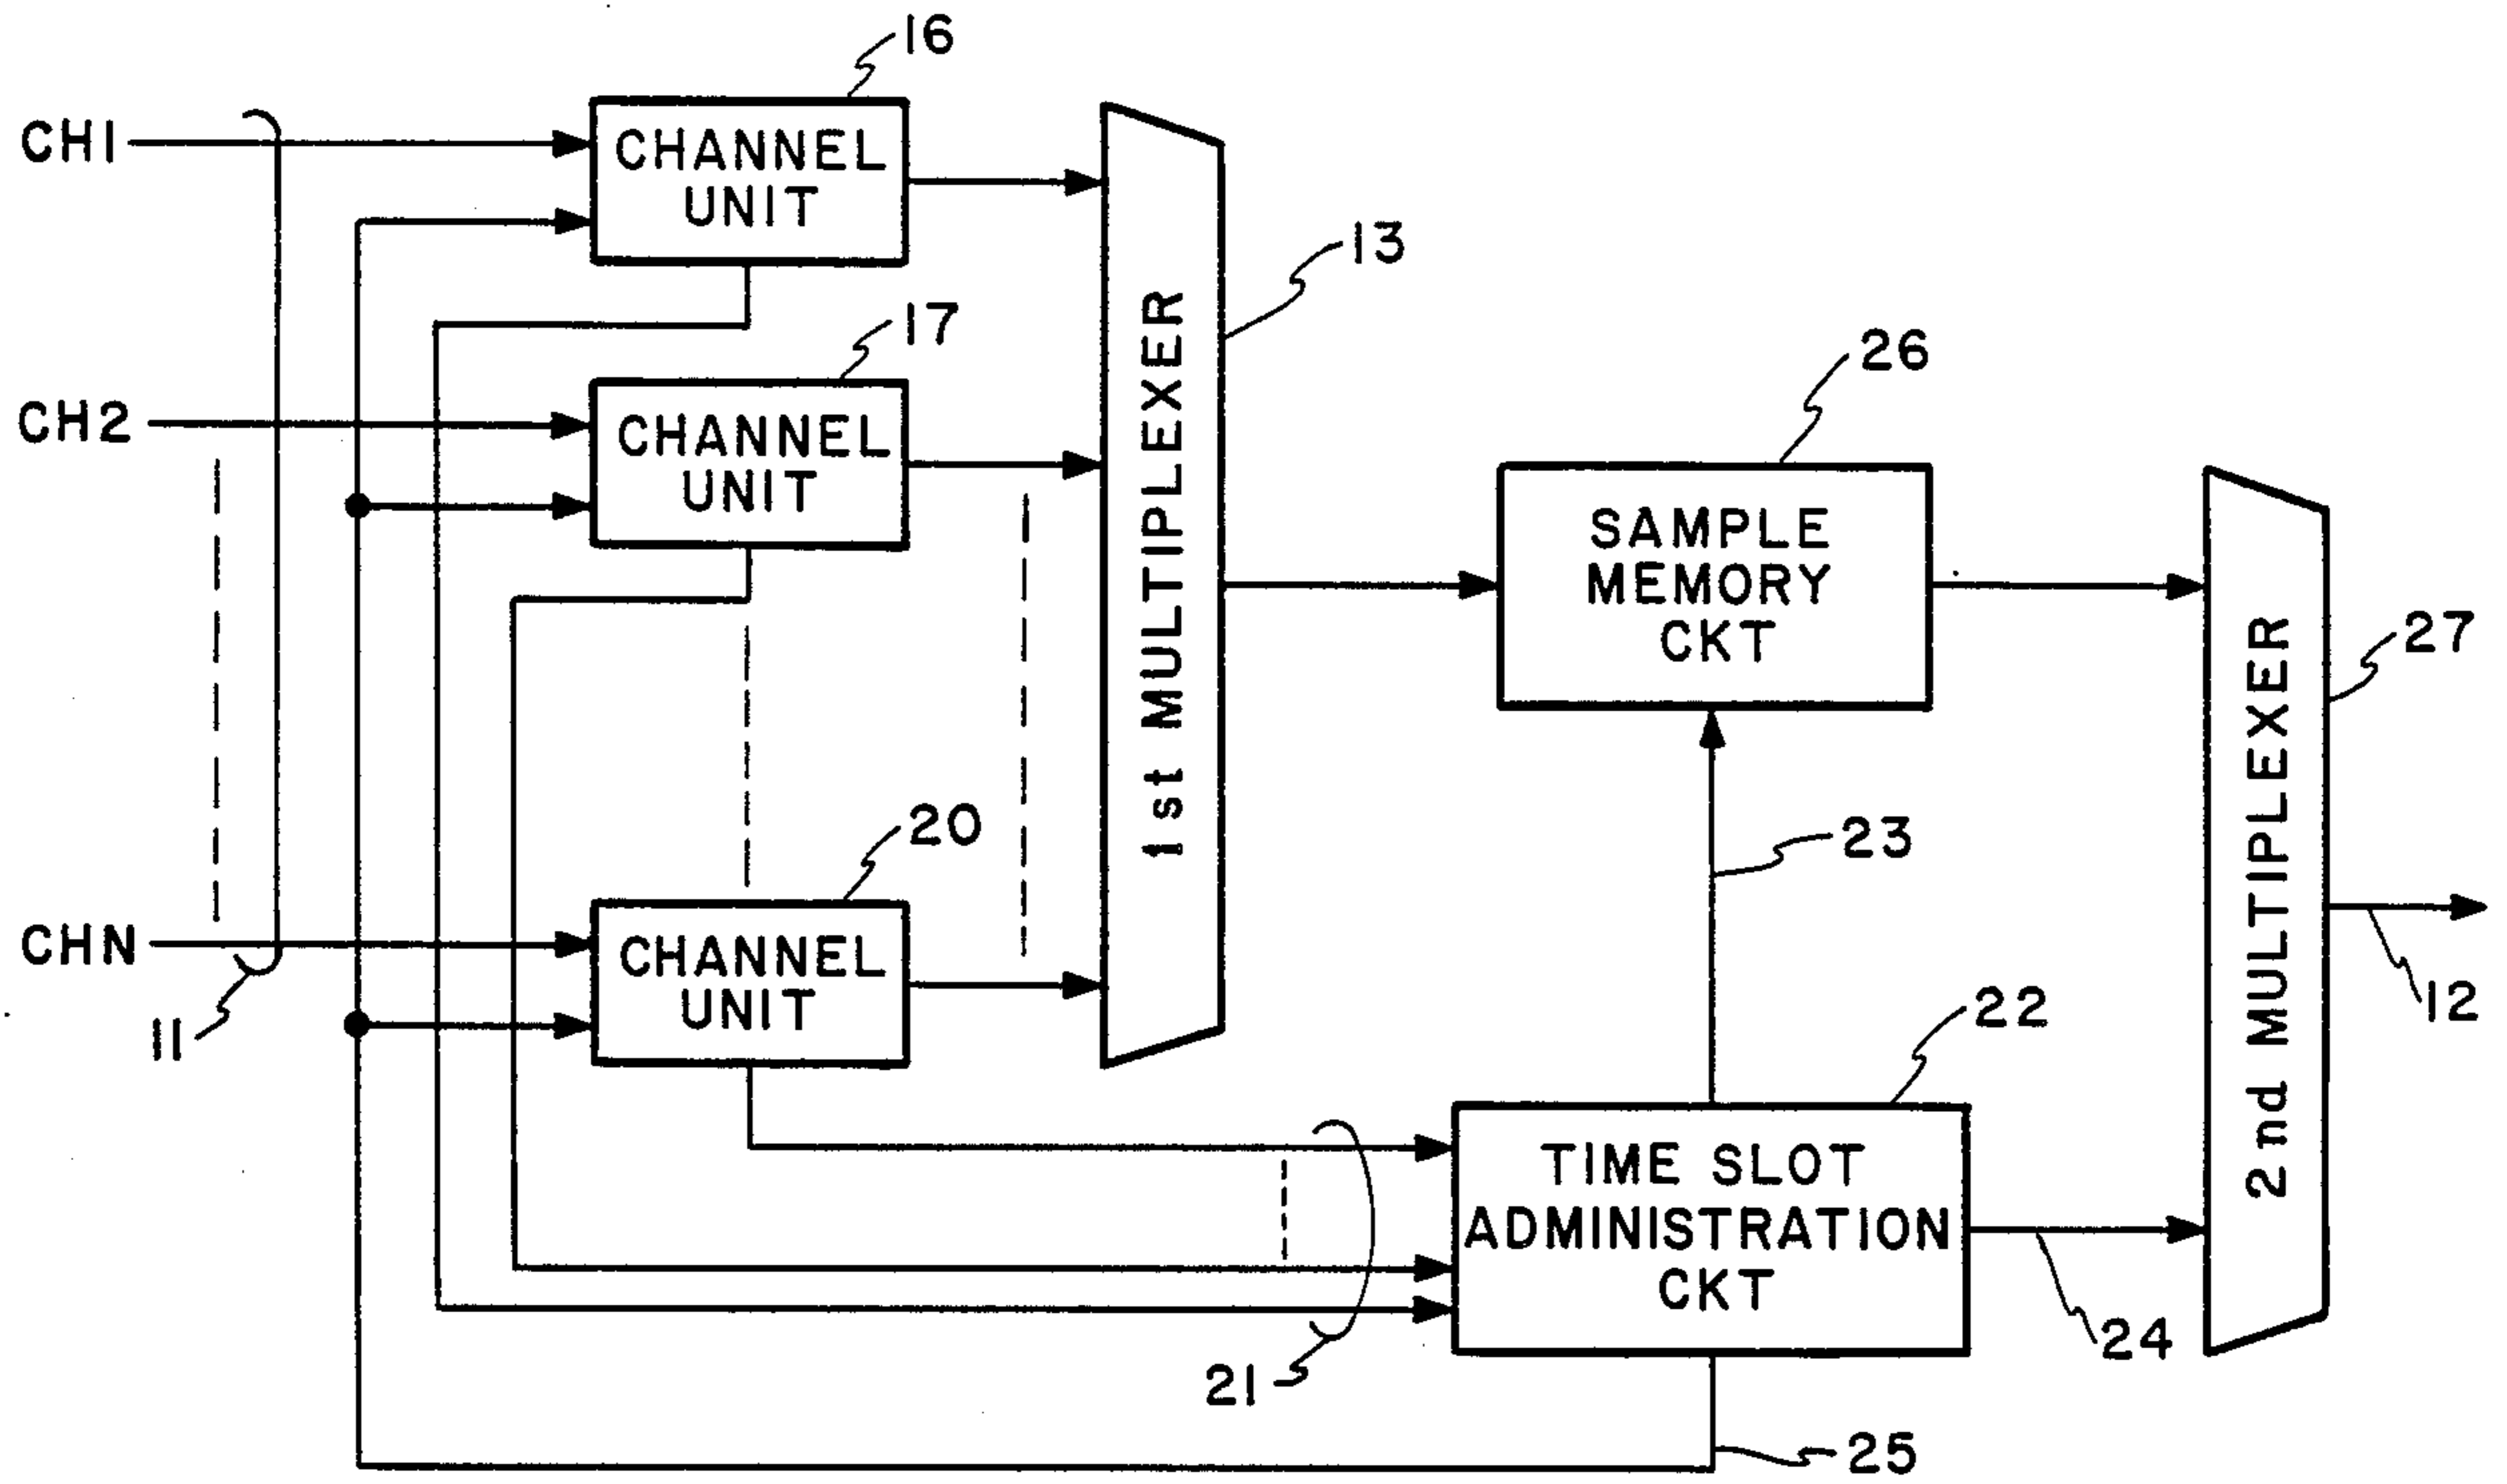 16
CH1
CHANNEL
UNIT
13
17
CH2
CHANNEL
UNIT
1st MULTIPLEXER
26
SAMPLE
MEMORY
CKT
27
2nd MULTIPLEXER
20
23
CHN
CHANNEL
UNIT
11
22
12
TIME SLOT
ADMINISTRATION
CKT
21
24
25